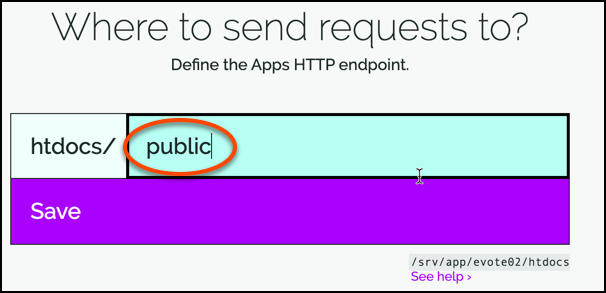 Where to send requests to?
Define the Apps HTTP endpoint.
htdocs/ public
Save
/srv/app/evote02/htdocs
See help ›